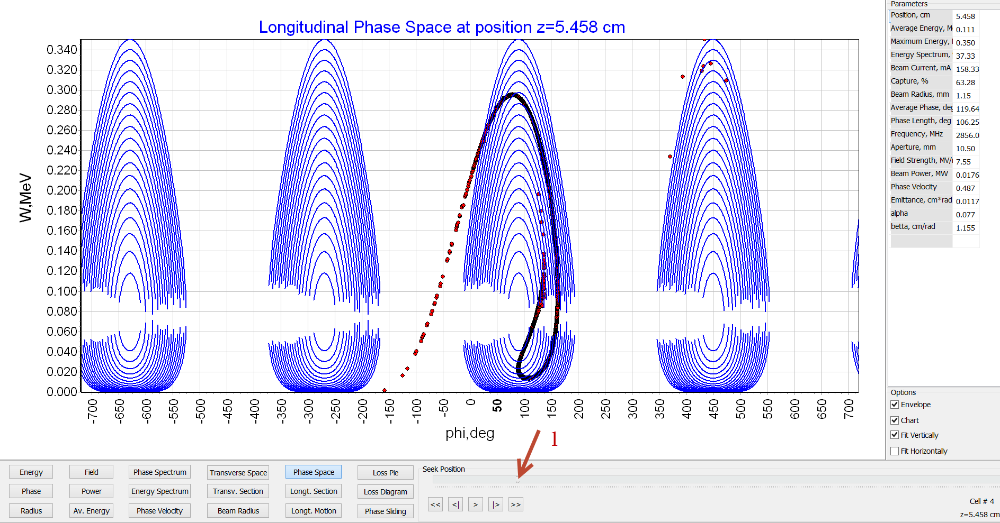 Longitudinal Phase Space at position z=5.458 cm
W,MeV
0.340
0.320
0.300
0.280
0.260
0.240
0.220
0.200
0.180
0.160
0.140
0.120
0.100
0.080
0.060
0.040
0.020
0.000
-700 -650 -600 -550 -500 -450 -400 -350 -300 -250 -200 -150 -100 -50 0 50 100 150 200 250 300 350 400 450 500 550 600 650 700
phi,deg
1
Parameters
Position, cm 5.458
Average Energy, M 0.111
Maximum Energy, 0.350
Energy Spectrum, 37.33
Beam Current, mA 158.33
Capture, % 63.28
Beam Radius, mm 1.15
Average Phase, deg 119.64
Phase Length, deg 106.25
Frequency, MHz 2856.0
Aperture, mm 10.50
Field Strength, MV/ 7.55
Beam Power, MW 0.0176
Phase Velocity 0.487
Emittance, cm*rad 0.0117
alpha 0.077
betta, cm/rad 1.155
Options
Envelope
Chart
Fit Vertically
Fit Horizontally
Energy Field Phase Spectrum Transverse Space Phase Space Loss Pie
Phase Power Energy Spectrum Transv. Section Longt. Section Loss Diagram
Radius Av. Energy Phase Velocity Beam Radius Longt. Motion Phase Sliding
Seek Position
<< <| > |> >>
Cell # 4
z=5.458 cm